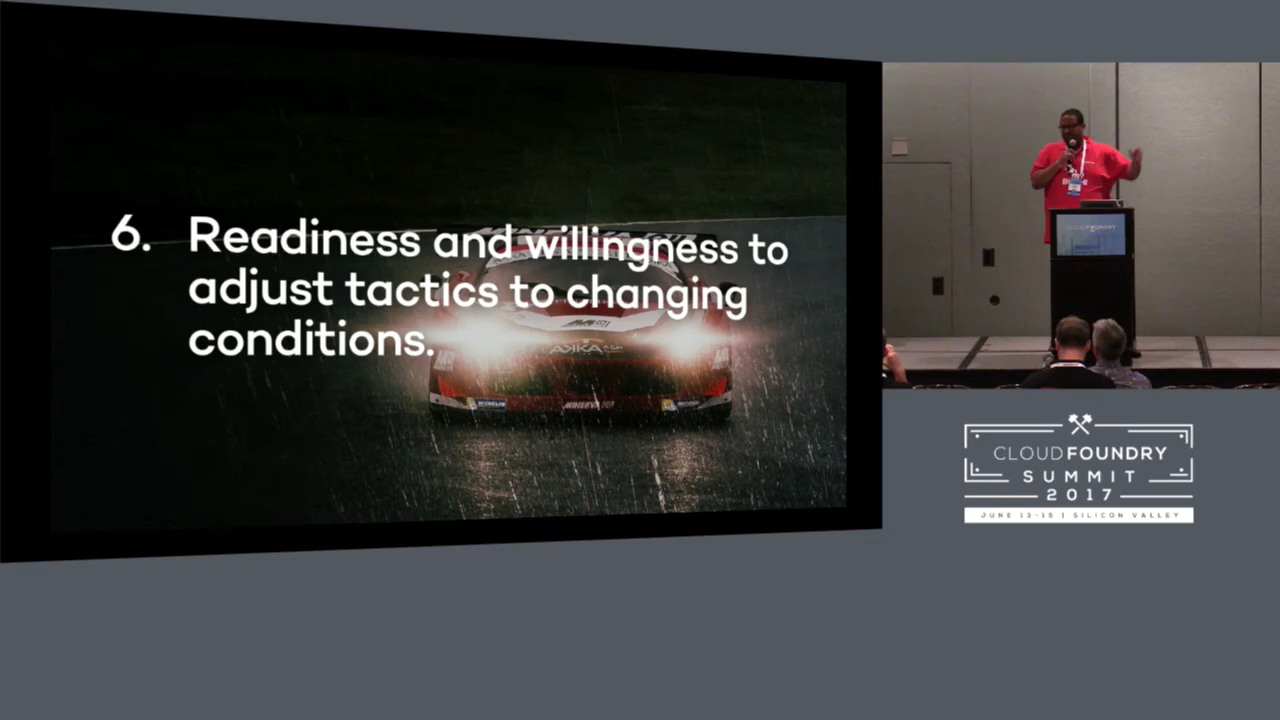 6. Readiness and willingness to
adjust tactics to changing
conditions.
AKKA
CLOUD FOUNDRY
SUMMIT
2017
JUNE 13-15 | SILICON VALLEY